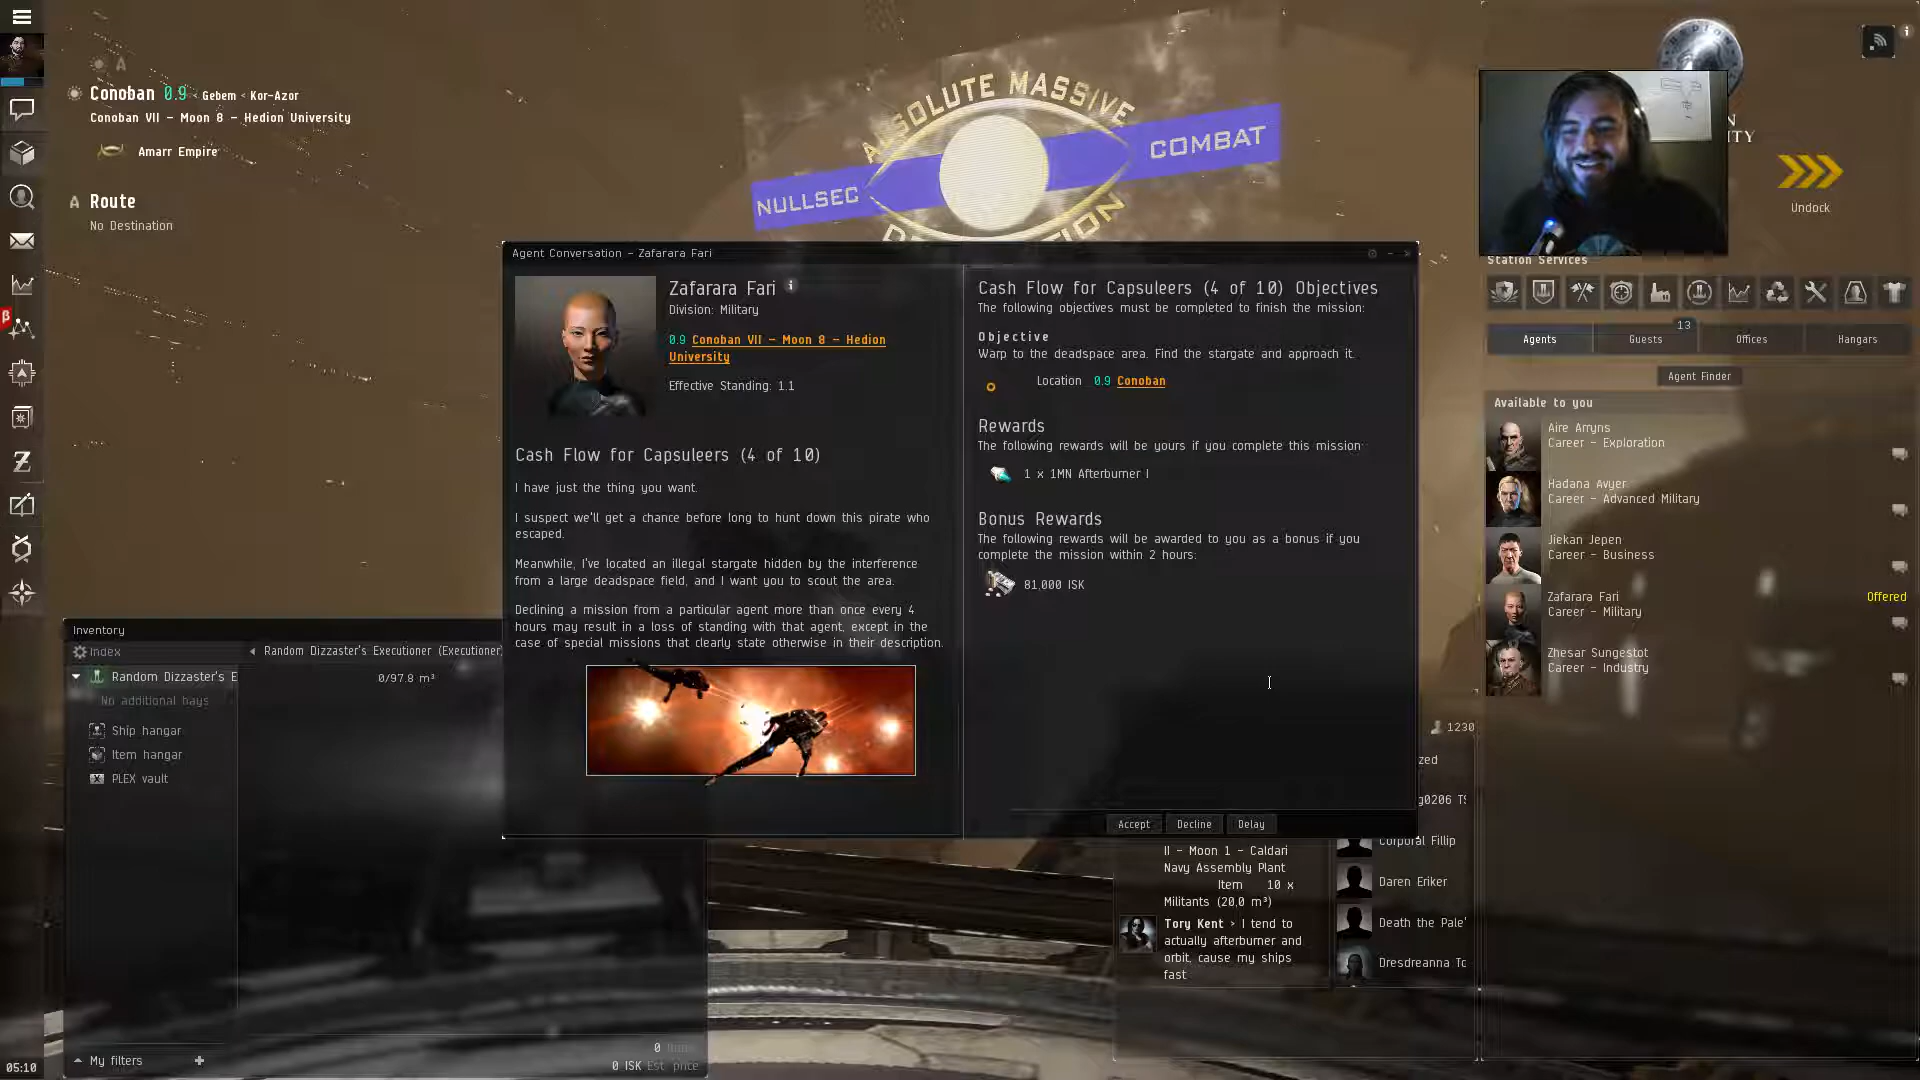 Conoban 0.9 < Gebem < Kor-Azor
Conoban VII - Moon 8 - Hedion University
Amarr Empire
Route
No Destination
ABSOLUTE MASSIVE
NULLSEC
COMBAT
Undock
Agent Conversation - Zafarara Fari
Zafarara Fari
Division: Military
0.9 Conoban VII - Moon 8 - Hedion
University
Effective Standing: 1.1
Cash Flow for Capsuleers (4 of 10)
I have just the thing you want.
I suspect we'll get a chance before long to hunt down this pirate who
escaped.
Meanwhile, I've located an illegal stargate hidden by the interference
from a large deadspace field, and I want you to scout the area.
Declining a mission from a particular agent more than once every 4
hours may result in a loss of standing with that agent, except in the
case of special missions that clearly state otherwise in their description.
Cash Flow for Capsuleers (4 of 10) Objectives
The following objectives must be completed to finish the mission:
Objective
Warp to the deadspace area. Find the stargate and approach it.
Location 0.9 Conoban
Rewards
The following rewards will be yours if you complete this mission
1 x 1MN Afterburner I
Bonus Rewards
The following rewards will be awarded to you as a bonus if you
complete the mission within 2 hours:
81,000 ISK
Accept
Decline
Delay
Station Services
Agents
13
Guests
Offices
Hangars
Agent Finder
Available to you
Aire Arryns
Career - Exploration
Hadana Avyer
Career - Advanced Military
Jiekan Jepen
Career - Business
Zafarara Fari
Career - Military
Offered
Zhesar Sungestot
Career - Industry
Inventory
Index
Random Dizzaster's Executioner (Executioner)
Random Dizzaster's E
0/97.8 m³
No additional bays
Ship hangar
Item hangar
PLEX vault
My filters
0
0 ISK Est. price
05:10
1230
zed
g0206 TS
Corporal Fillip
Daren Eriker
Death the Pale'
Dresdreanna To
II - Moon 1 - Caldari
Navy Assembly Plant
Item 10 x
Militants (20,0 m³)
Tory Kent > I tend to
actually afterburner and
orbit, cause my ships
fast